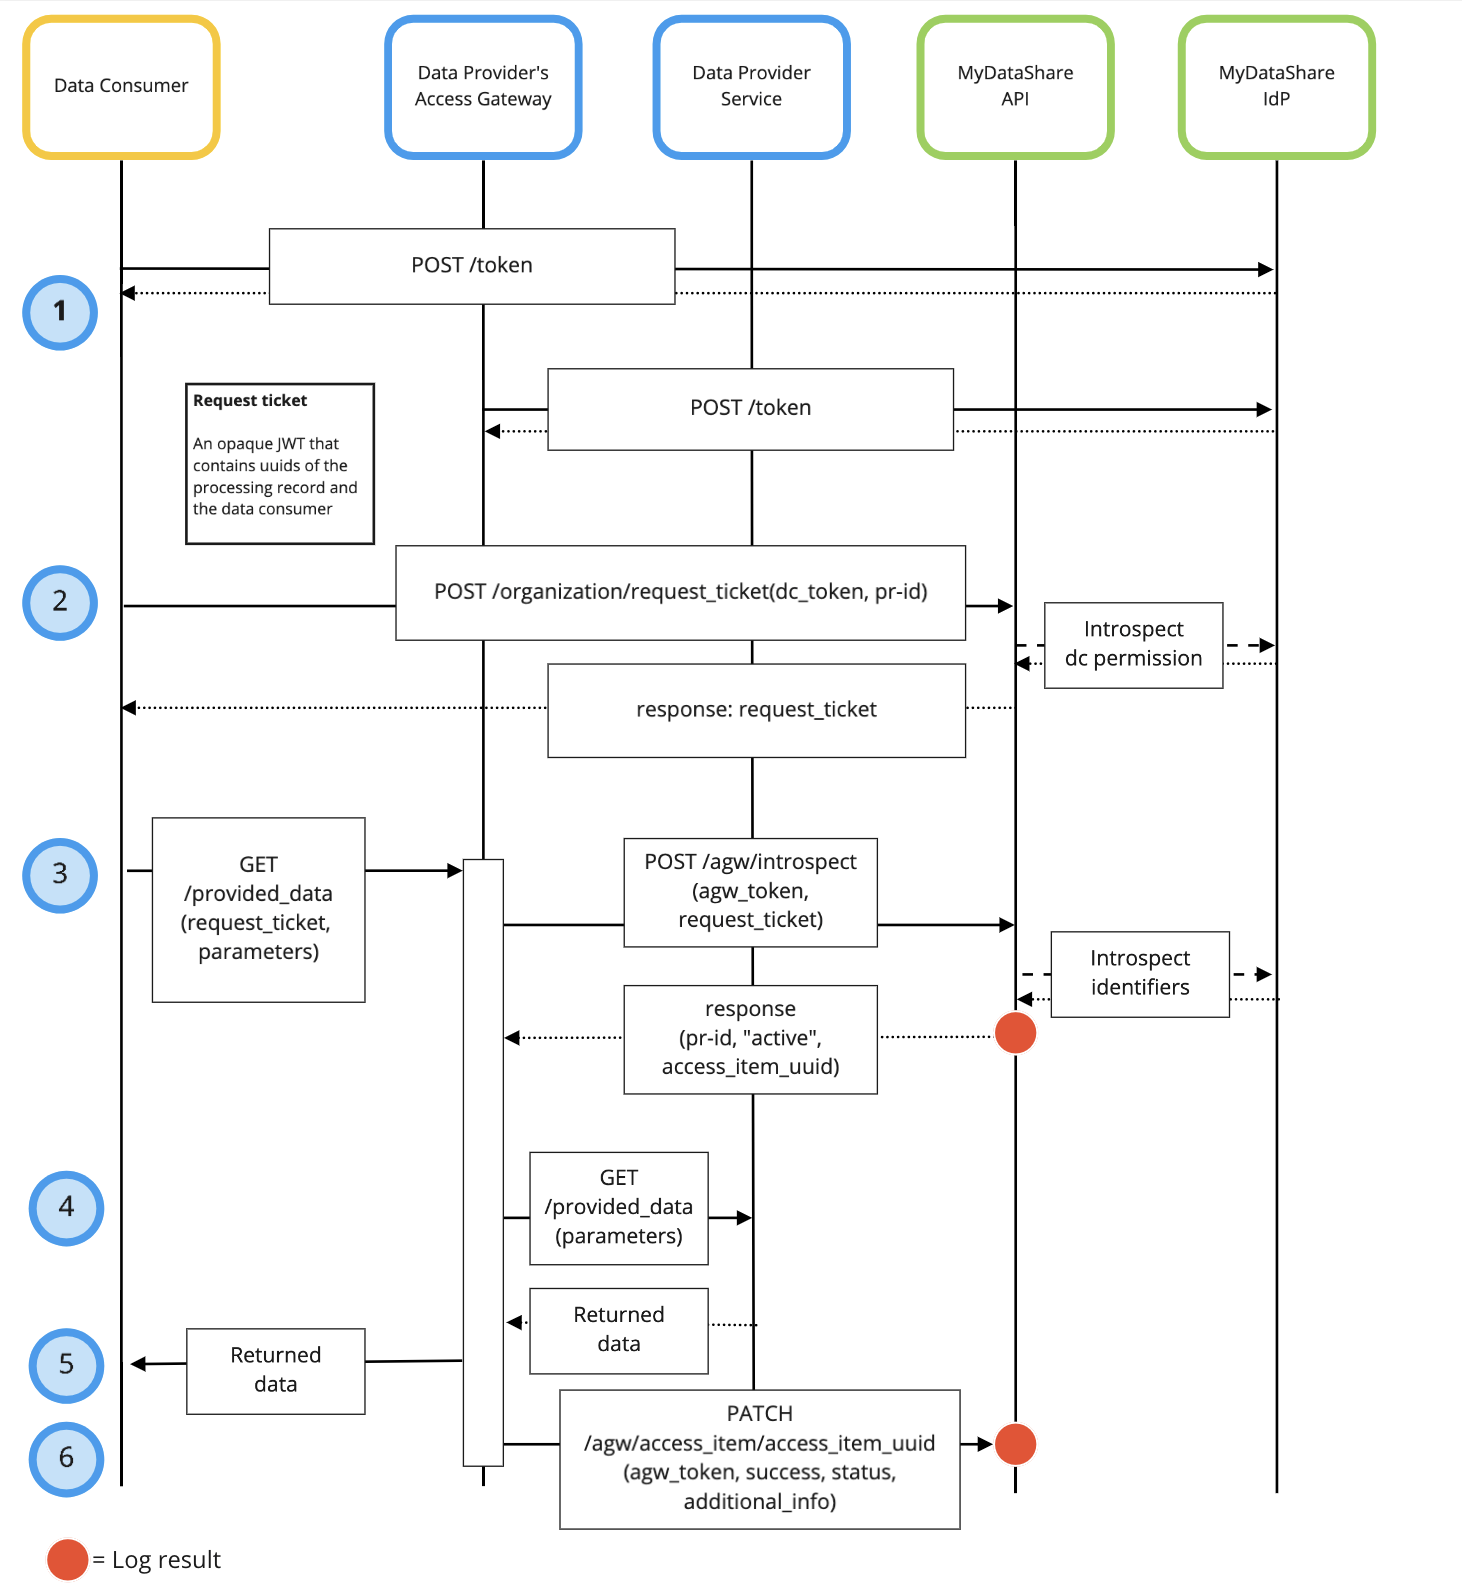 Data Consumer
Data Provider's
Access Gateway
Data Provider
Service
MyDataShare
API
MyDataShare
IdP
POST /token
1
POST /token
Request ticket
An opaque JWT that
contains uuids of the
processing record and
the data consumer
2
POST /organization/request_ticket(dc_token, pr-id)
Introspect
dc permission
response: request_ticket
3
GET
/provided_data
(request_ticket,
parameters)
POST /agw/introspect
(agw_token,
request_ticket)
Introspect
identifiers
response
(pr-id, "active",
access_item_uuid)
4
GET
/provided_data
(parameters)
Returned
data
5
Returned
data
6
PATCH
/agw/access_item/access_item_uuid
(agw_token, success, status,
additional_info)
= Log result